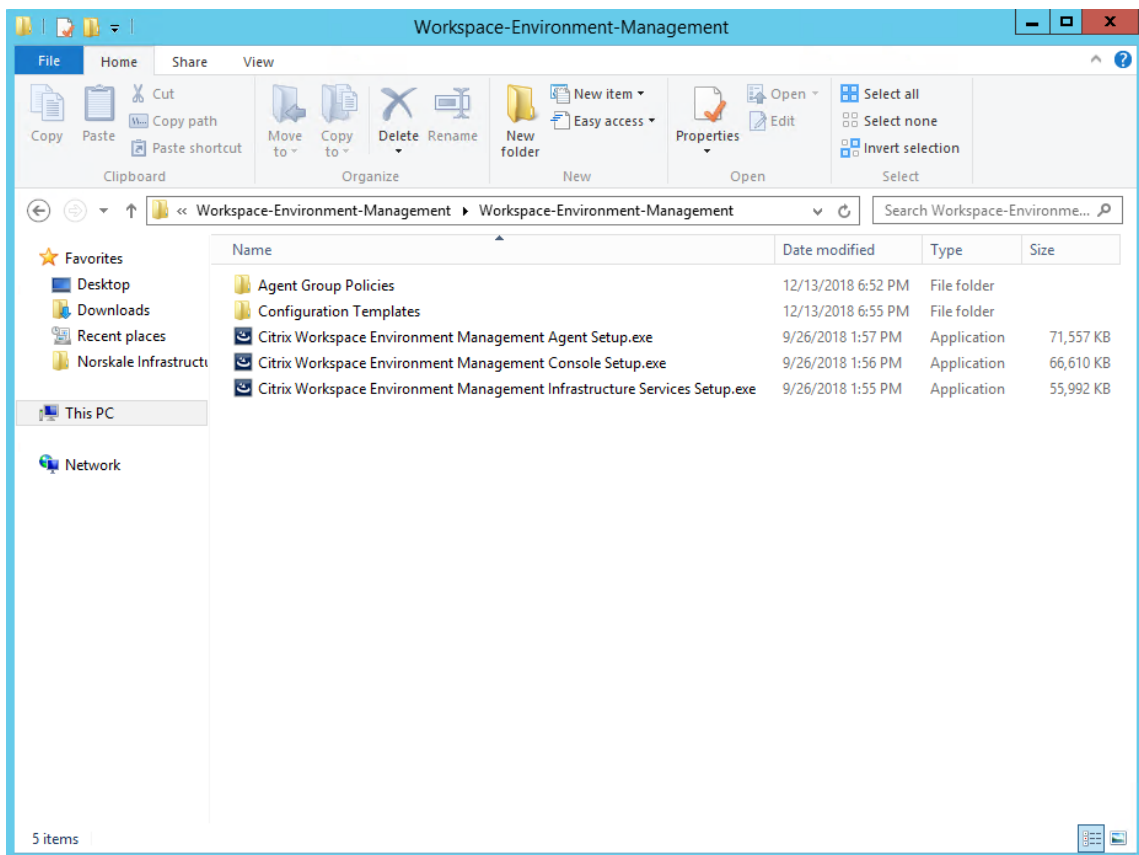 Workspace-Environment-Management
File Home Share View
Copy
Paste
Cut
Copy path
Paste shortcut
Clipboard
Move to
Copy to
Delete
Rename
Organize
New folder
New item
Easy access
New
Properties
Open
Edit
Open
Select all
Select none
Invert selection
Select
« Workspace-Environment-Management Workspace-Environment-Management
Search Workspace-Environme...
Name Date modified Type Size
Favorites
Desktop
Downloads
Recent places
Norskale Infrastructu
This PC
Network
Agent Group Policies 12/13/2018 6:52 PM File folder
Configuration Templates 12/13/2018 6:55 PM File folder
Citrix Workspace Environment Management Agent Setup.exe 9/26/2018 1:57 PM Application 71,557 KB
Citrix Workspace Environment Management Console Setup.exe 9/26/2018 1:56 PM Application 66,610 KB
Citrix Workspace Environment Management Infrastructure Services Setup.exe 9/26/2018 1:55 PM Application 55,992 KB
5 items